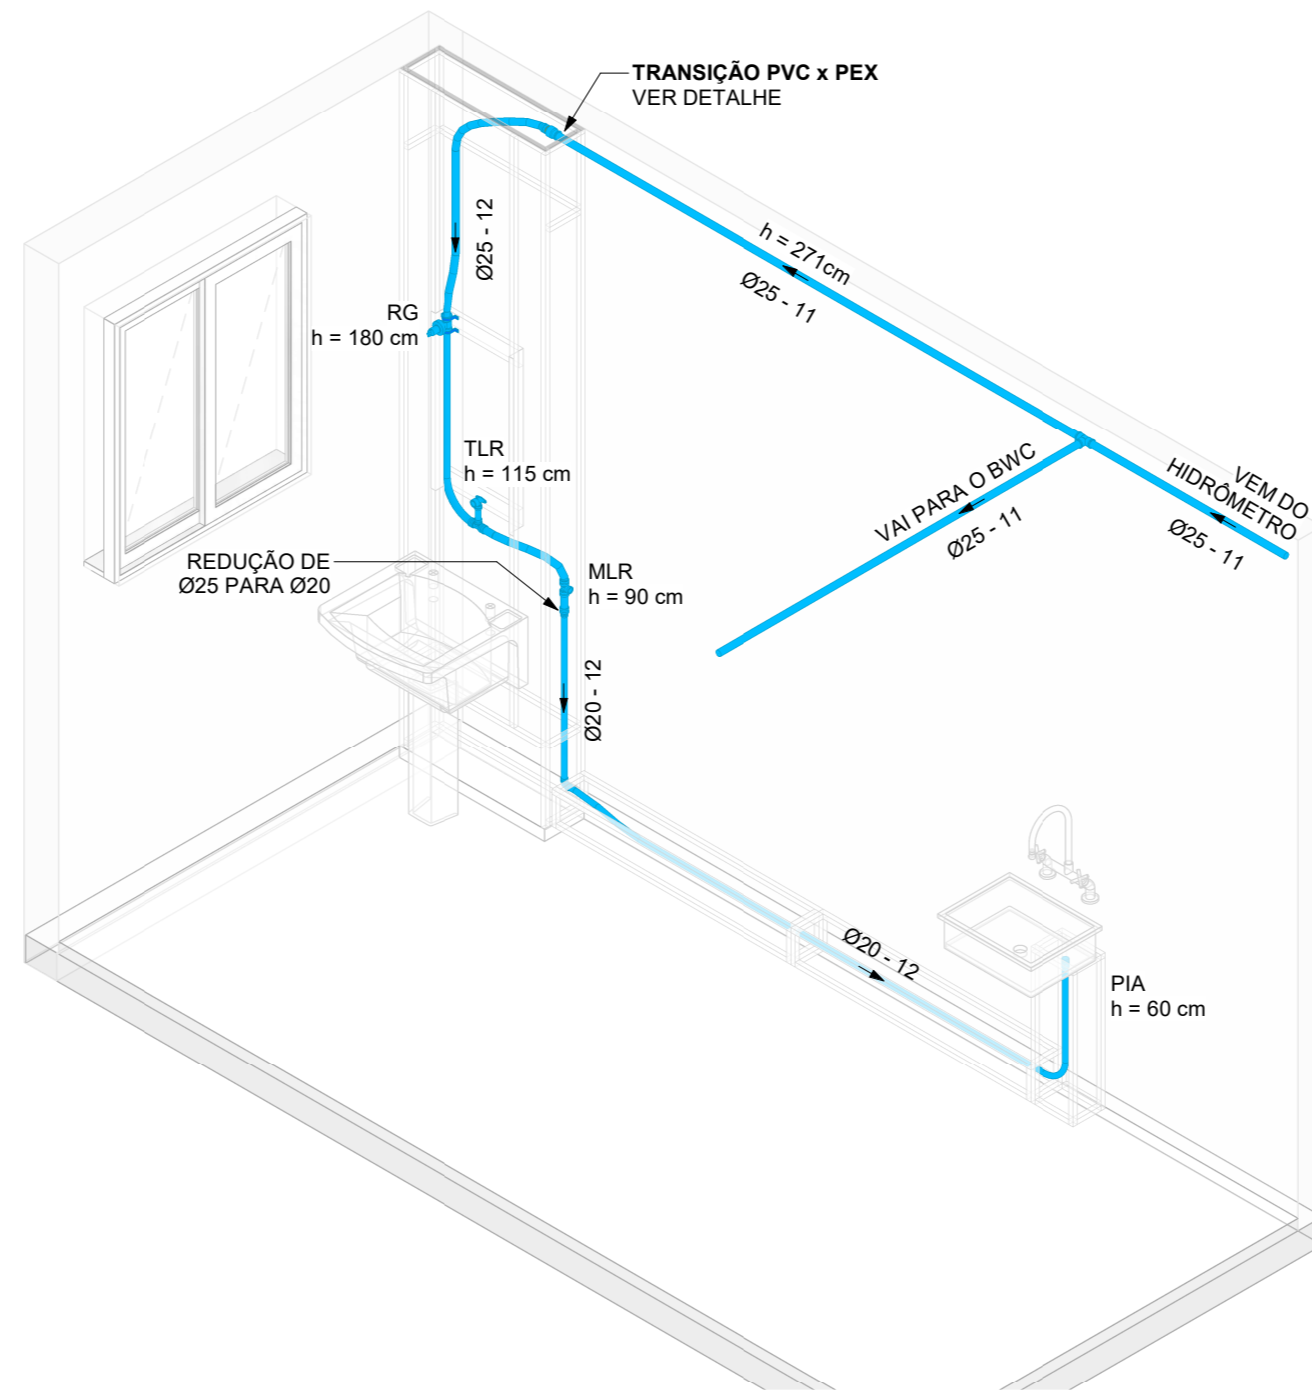 TRANSIÇÃO PVC x PEX
VER DETALHE
Ø25 - 12
h = 271cm
Ø25 - 11
RG
h = 180 cm
TLR
h = 115 cm
VAI PARA O BWC
Ø25 - 11
VEM DO
HIDRÔMETRO
Ø25 - 11
REDUÇÃO DE
Ø25 PARA Ø20
MLR
h = 90 cm
Ø20 - 12
Ø20 - 12
PIA
h = 60 cm